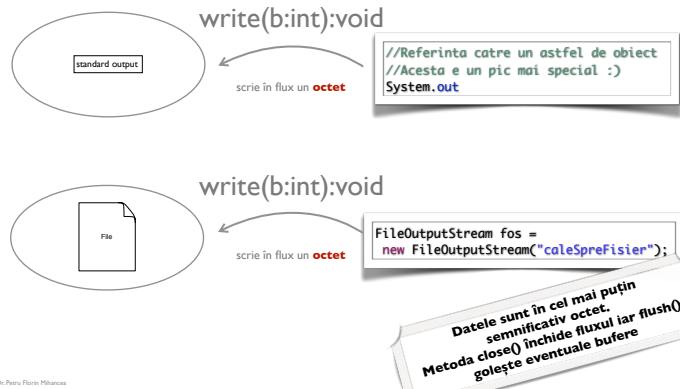 write(b:int):void
standard output
scrie în flux un octet
//Referinta catre un astfel de obiect
//Acesta e un pic mai special :)
System.out
write(b:int):void
File
scrie în flux un octet
FileOutputStream fos =
new FileOutputStream("caleSpreFisier");
Datele sunt în cel mai puțin
semnificativ octet.
Metoda close() închide fluxul iar flush()
golește eventuale bufere
Dr. Petru Florin Mihancea